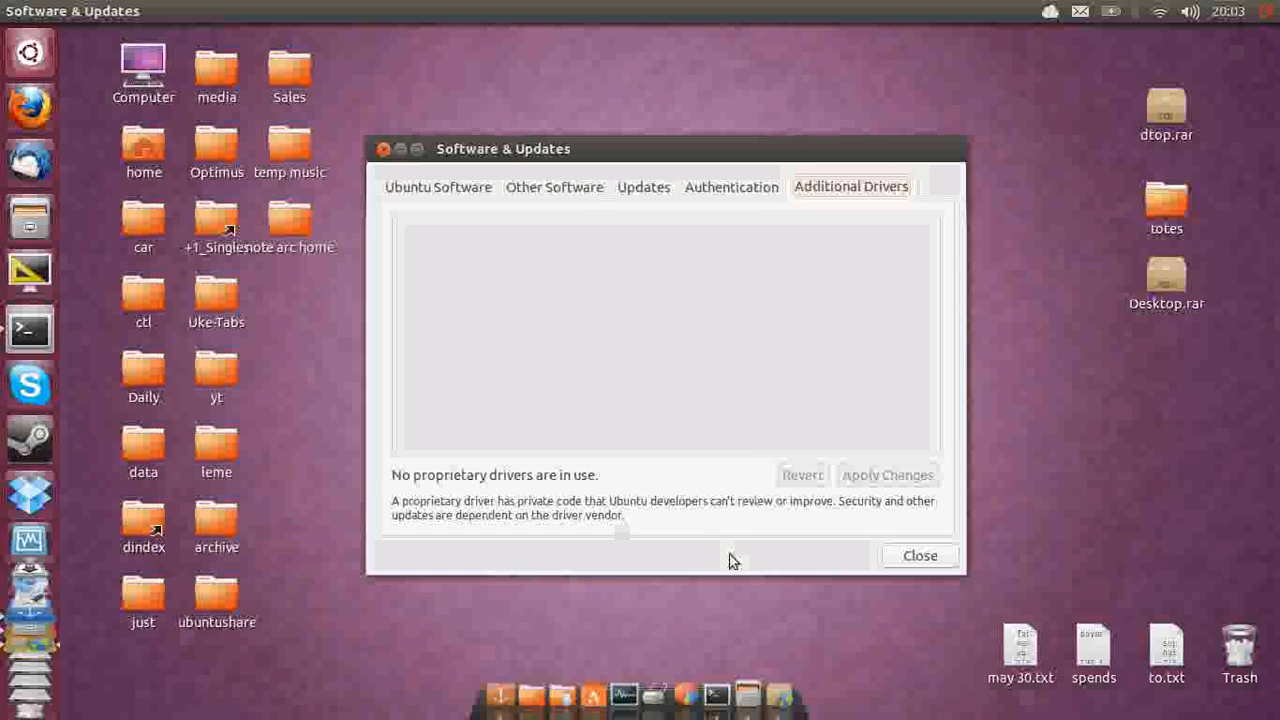 Software & Updates
20:03
Computer
media
Sales
home
Optimus
temp music
car
+1_Singles
note arc home
ctl
Uke-Tabs
Daily
yt
data
leme
dindex
archive
just
ubuntushare
Software & Updates
Ubuntu Software
Other Software
Updates
Authentication
Additional Drivers
No proprietary drivers are in use.
Revert
Apply Changes
A proprietary driver has private code that Ubuntu developers can't review or improve. Security and other
updates are dependent on the driver vendor.
Close
dtop.rar
totes
Desktop.rar
may 30.txt
spends
to.txt
Trash